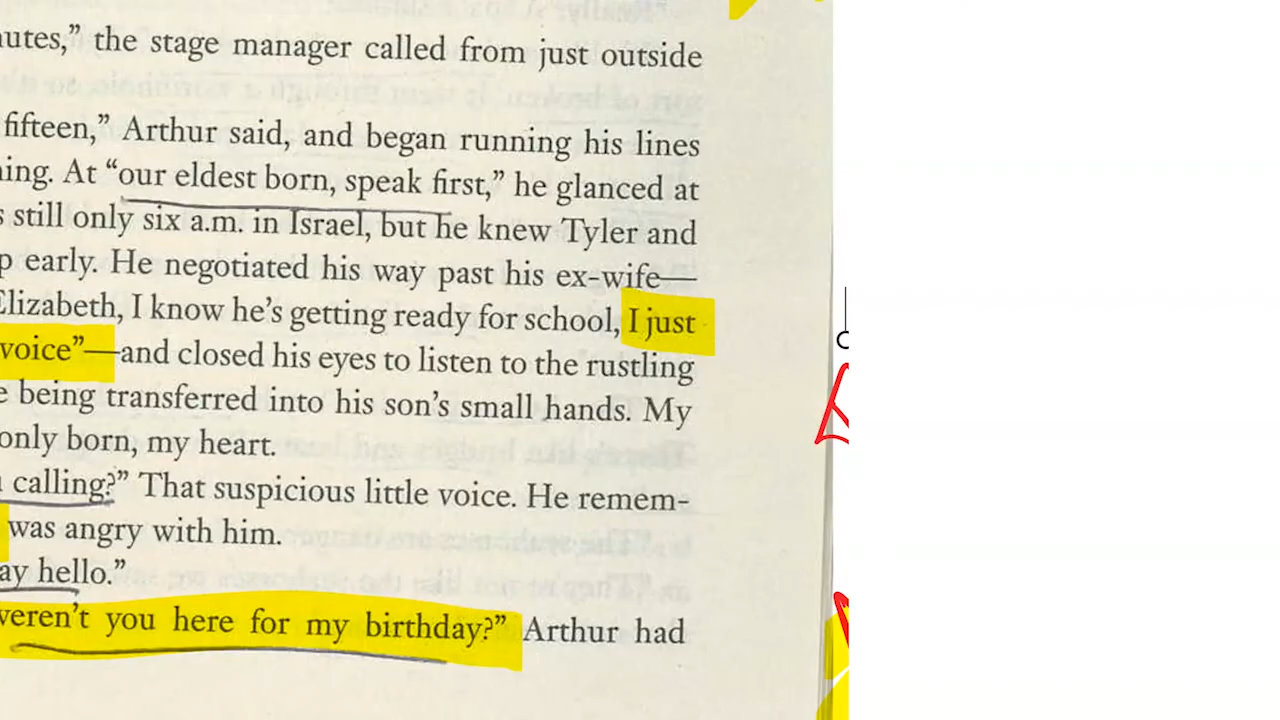 utes,” the stage manager called from just outside
fifteen,” Arthur said, and began running his lines
ing. At “our eldest born, speak first,” he glanced at
s still only six a.m. in Israel, but he knew Tyler and
p early. He negotiated his way past his ex-wife—
Elizabeth, I know he’s getting ready for school, I just
voice”—and closed his eyes to listen to the rustling
e being transferred into his son’s small hands. My
only born, my heart.
calling?” That suspicious little voice. He remem-
was angry with him.
ay hello.”
weren’t you here for my birthday?” Arthur had